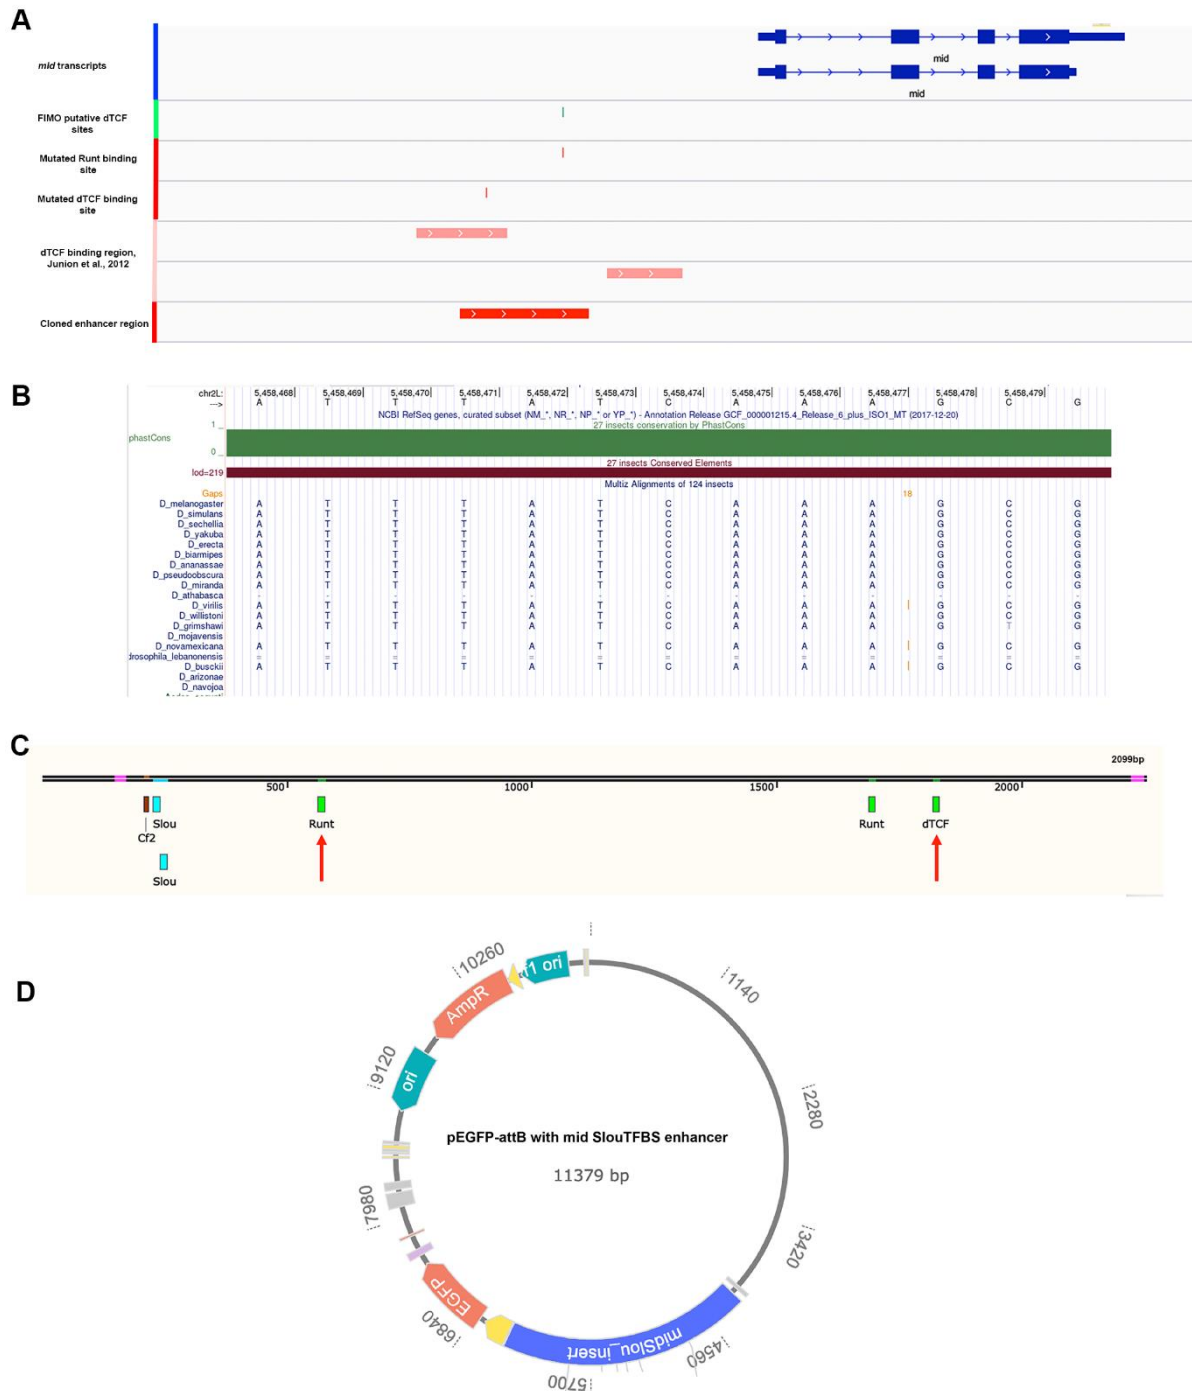 A
mid transcripts
mid
mid
FIMO putative dTCF
sites
Mutated Runt binding
site
Mutated dTCF binding
site
dTCF binding region,
Junion et al., 2012
Cloned enhancer region
B
chr2L: 5,458,468 5,458,469 5,458,470 5,458,471 5,458,472 5,458,473 5,458,474 5,458,475 5,458,476 5,458,477 5,458,478 5,458,479
---> A T T T A C T A A A G C G
NCBI RefSeq genes, curated subset (NM_*, NR_*, NP_* or YP_*) - Annotation Release GCF_000001215.4_Release_6_plus_ISO1_MT (2017-12-20)
27 insects conservation by PhastCons
1
phastCons
0
27 insects Conserved Elements
lod=219
Multiz Alignments of 124 insects
Gaps 18
D_melanogaster A T T T A T C A A A G C G
D_simulans A T T T A T C A A A G C G
D_sechellia A T T T A T C A A A G C G
D_yakuba A T T T A T C A A A G C G
D_erecta A T T T A T C A A A G C G
D_biarmipes A T T T A T C A A A G C G
D_ananassae A T T T A T C A A A G C G
D_pseudoobscura A T T T A T C A A A G C G
D_miranda A T T T A T C A A A G C G
D_athabasca - - - - - - - - - - - - -
D_virilis A T T T A T C A A A | G C G
D_willistoni A T T T A T C A A A G C G
D_grimshawi A T T T A T C A A A G T G
D_mojavensis
D_novamexicana A T T T A T C A A A | G C G
drosophila_lebanonensis = = = = = = = = = = = = =
D_busckii A T T T A T C A A A | G C G
D_arizonae
D_navojoa
C
2099bp
500 1000 1500 2000
Slou Runt Runt dTCF
Cf2
Slou
D
10260
f1 ori
1140
AmpR
9120
ori
2280
pEGFP-attB with mid SlouTFBS enhancer
11379 bp
7980
3420
EGFP
6840
midSlou_insert
4560
5700